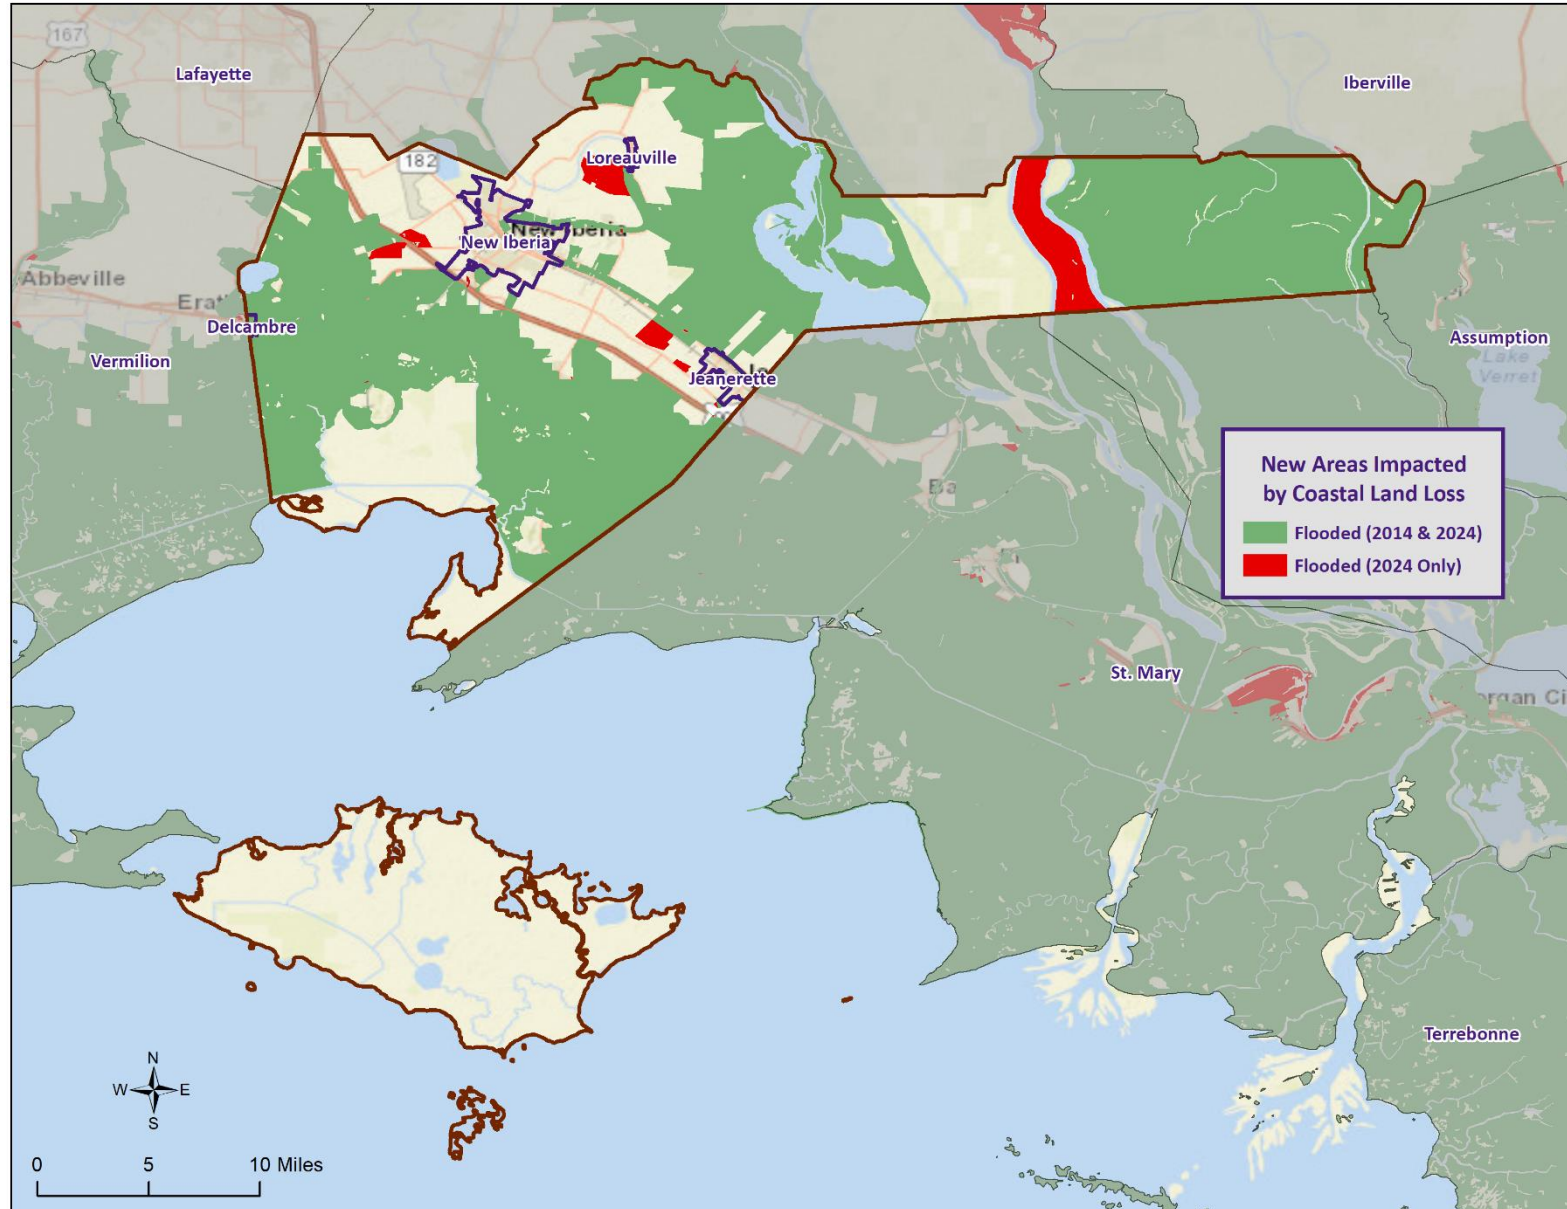 167
Lafayette
Iberville
182
Loreauville
New Iberia
Abbeville
Delcambre
Vermilion
Jeanerette
Assumption
Lake
Verret
New Areas Impacted
by Coastal Land Loss
Flooded (2014 & 2024)
Flooded (2024 Only)
St. Mary
Terrebonne
N
W E
S
0 5 10 Miles